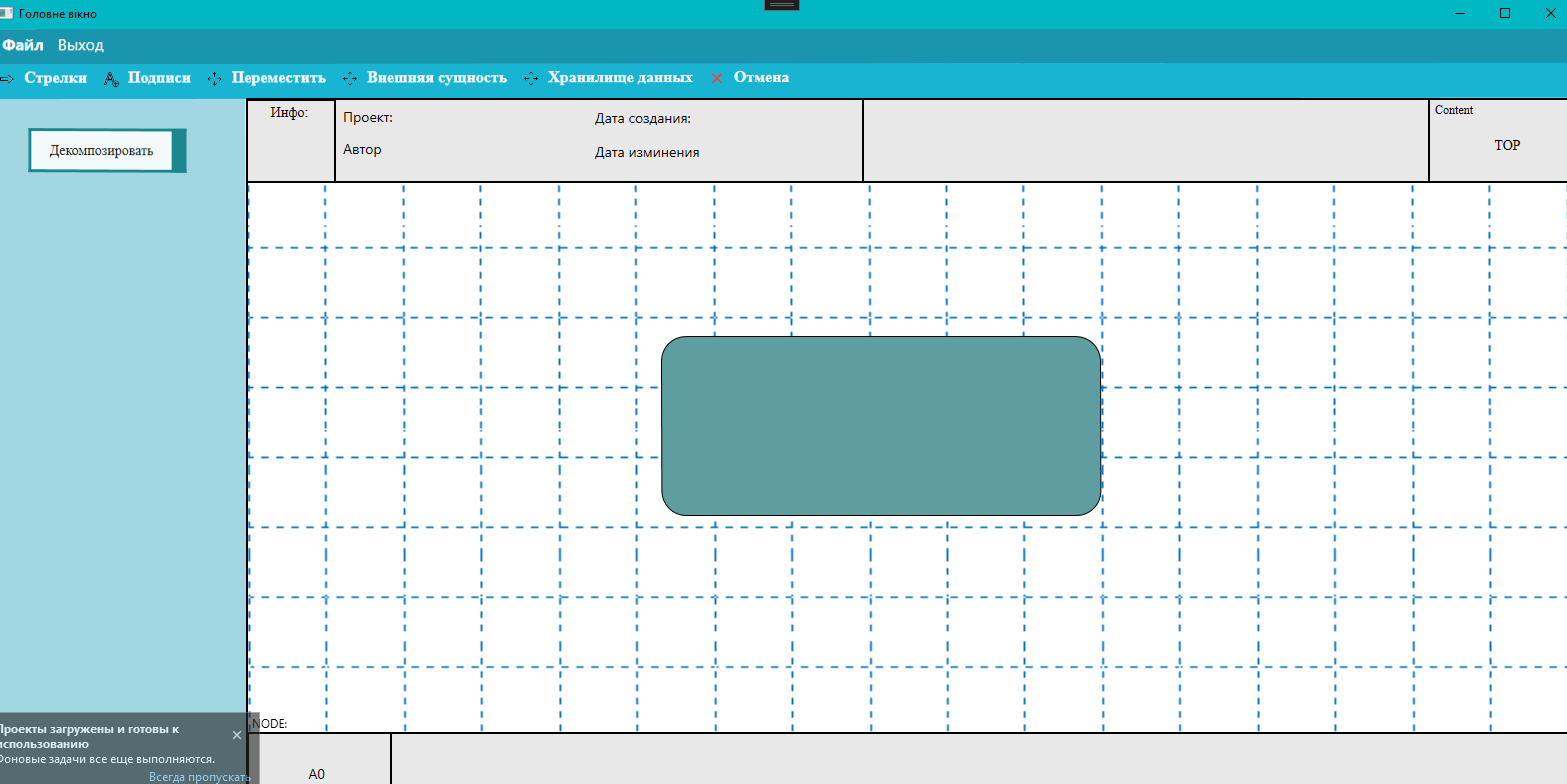 Головне вікно
Файл Выход
Стрелки Подписи Переместить Внешняя сущность Хранилище данных Отмена
Декомпозировать
Инфо:
Проект:
Дата создания:
Автор
Дата изминения
Content
TOP
NODE:
A0
Проекты загружены и готовы к
использованию
Фоновые задачи все еще выполняются.
Всегда пропускать